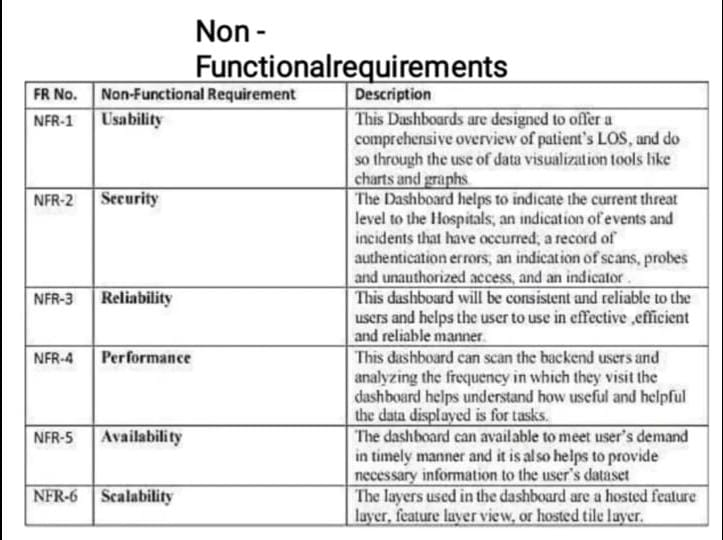 Non -
Functionalrequirements
FR No. Non-Functional Requirement Description
NFR-1 Usability This Dashboards are designed to offer a
comprehensive overview of patient's LOS, and do
so through the use of data visualization tools like
charts and graphs
NFR-2 Security The Dashboard helps to indicate the current threat
level to the Hospitals; an indication of events and
incidents that have occurred; a record of
authentication errors; an indication of scans, probes
and unauthorized access, and an indicator .
NFR-3 Reliability This dashboard will be consistent and reliable to the
users and helps the user to use in effective ,efficient
and reliable manner.
NFR-4 Performance This dashboard can scan the backend users and
analyzing the frequency in which they visit the
dashboard helps understand how useful and helpful
the data displayed is for tasks.
NFR-5 Availability The dashboard can available to meet user's demand
in timely manner and it is also helps to provide
necessary information to the user's dataset
NFR-6 Scalability The layers used in the dashboard are a hosted feature
layer, feature layer view, or hosted tile layer.